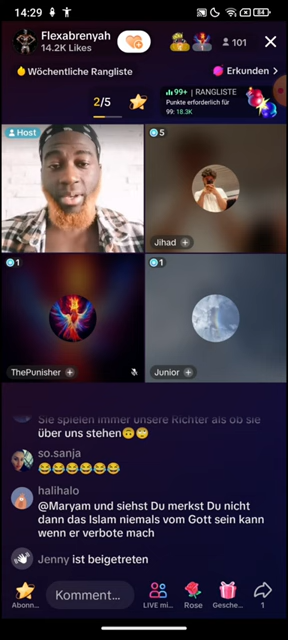 14:29
84
Flexabrenyah
14.2K Likes
101
Wöchentliche Rangliste
Erkunden >
2/5
99+ | RANGLISTE
Punkte erforderlich für
99: 18.3K
Host
5
Jihad +
1
ThePunisher +
1
Junior +
Sie spielen immer unsere Richter als ob sie
über uns stehen🙃🙄
so.sanja
😂😂😂😂😂😂
halihalo
@Maryam und siehst Du merkst Du nicht
dann das Islam niemals vom Gott sein kann
wenn er verbote mach
Jenny ist beigetreten
Komment...
Abonn...
LIVE mi...
Rose
Gesche...
1